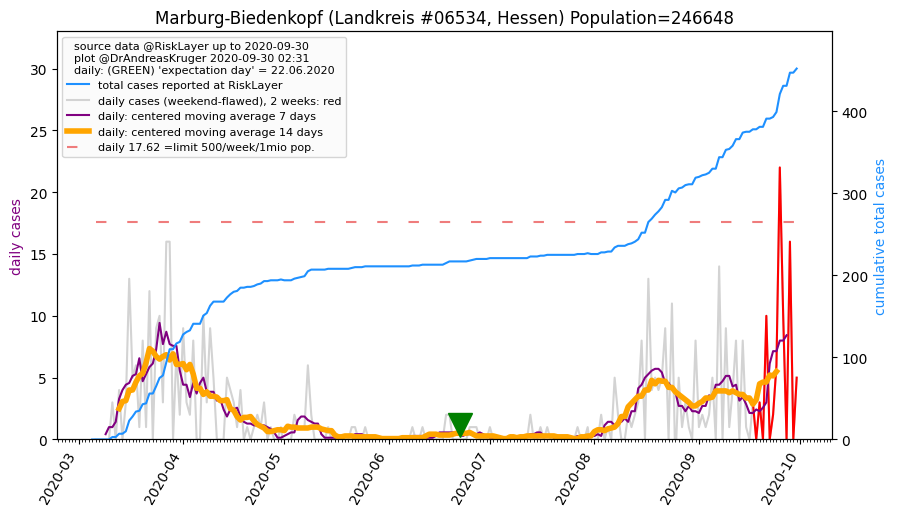 Marburg-Biedenkopf (Landkreis #06534, Hessen) Population=246648
source data @RiskLayer up to 2020-09-30
plot @DrAndreasKruger 2020-09-30 02:31
daily: (GREEN) 'expectation day' = 22.06.2020
total cases reported at RiskLayer
daily cases (weekend-flawed), 2 weeks: red
daily: centered moving average 7 days
daily: centered moving average 14 days
daily 17.62 =limit 500/week/1mio pop.
daily cases
30
25
20
15
10
5
0
cumulative total cases
400
300
200
100
0
2020-03
2020-04
2020-05
2020-06
2020-07
2020-08
2020-09
2020-10